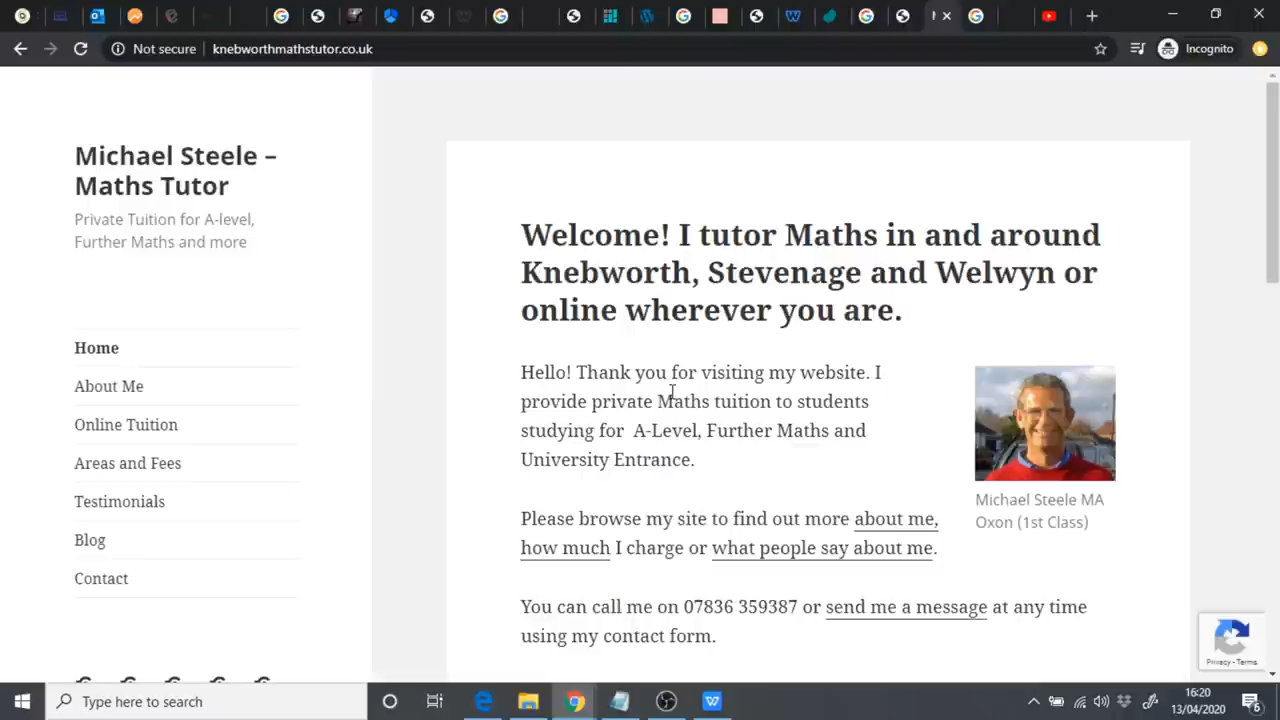 Not secure
knebworthmathstutor.co.uk
Incognito
Michael Steele –
Maths Tutor
Private Tuition for A-level,
Further Maths and more
Home
About Me
Online Tuition
Areas and Fees
Testimonials
Blog
Contact
Welcome! I tutor Maths in and around
Knebworth, Stevenage and Welwyn or
online wherever you are.
Hello! Thank you for visiting my website. I
provide private Maths tuition to students
studying for A-Level, Further Maths and
University Entrance.
Michael Steele MA
Oxon (1st Class)
Please browse my site to find out more about me,
how much I charge or what people say about me.
You can call me on 07836 359387 or send me a message at any time
using my contact form.
Privacy - Terms
Type here to search
16:20
13/04/2020
6